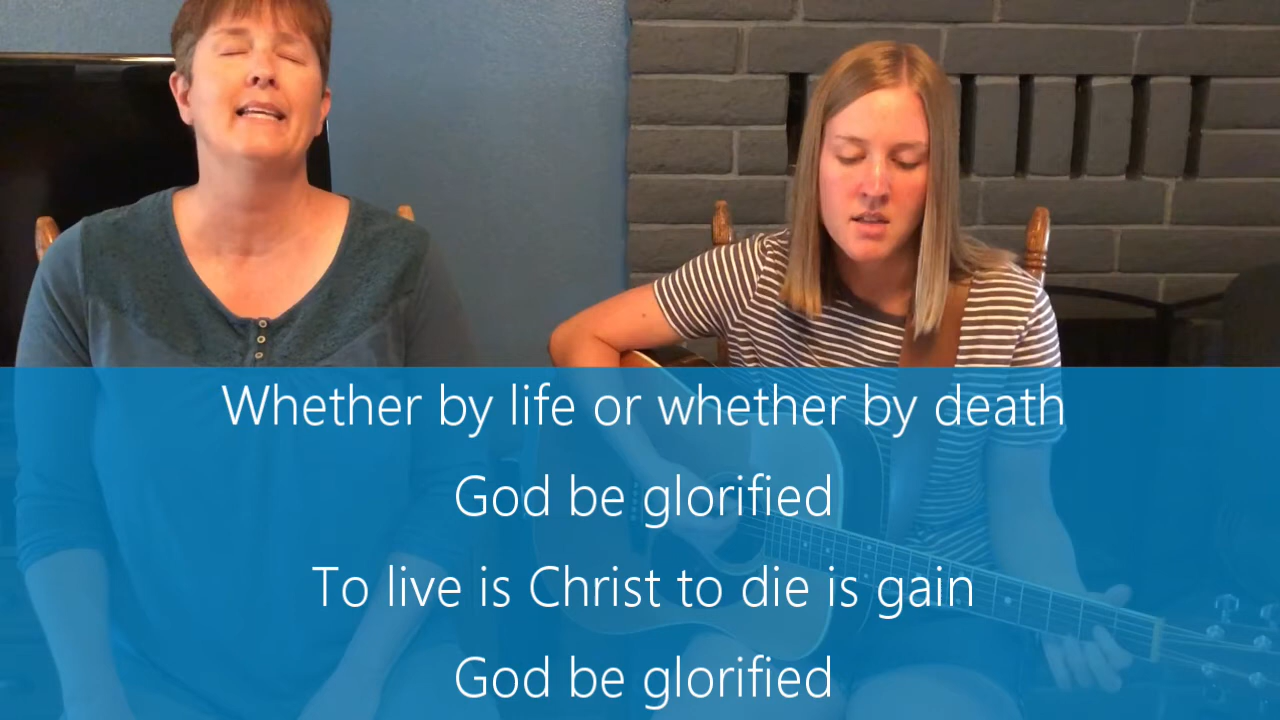 Whether by life or whether by death
God be glorified
To live is Christ to die is gain
God be glorified